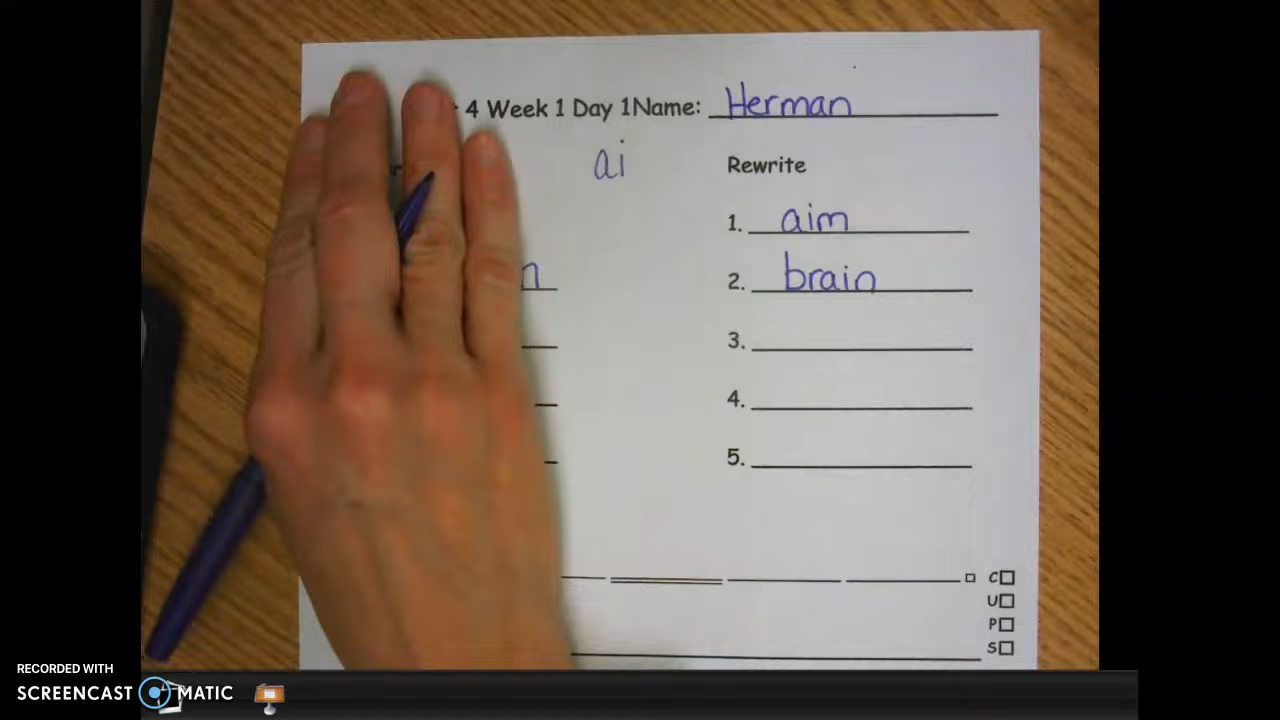 4 Week 1 Day 1Name: Herman
ai
Rewrite
1. aim
n
2. brain
3.
4.
5.
C
U
P
S
RECORDED WITH
SCREENCAST MATIC